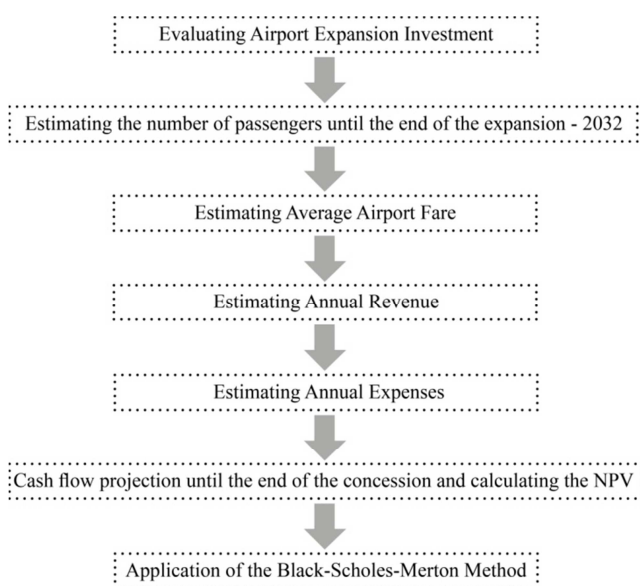 Evaluating Airport Expansion Investment
Estimating the number of passengers until the end of the expansion - 2032
Estimating Average Airport Fare
Estimating Annual Revenue
Estimating Annual Expenses
Cash flow projection until the end of the concession and calculating the NPV
Application of the Black-Scholes-Merton Method